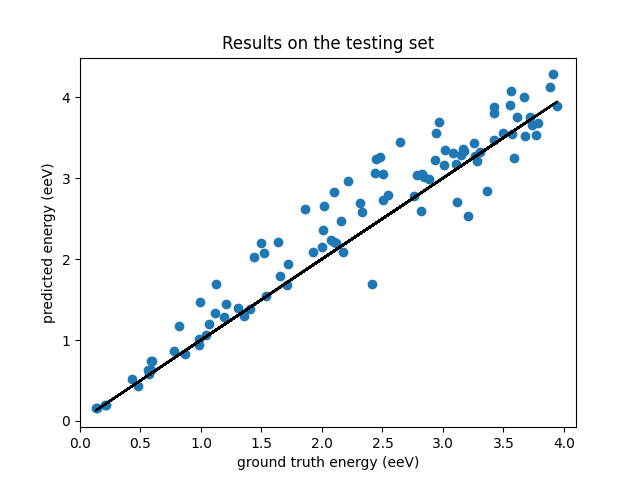 Results on the testing set
predicted energy (eeV)
4
3
2
1
0
0.0 0.5 1.0 1.5 2.0 2.5 3.0 3.5 4.0
ground truth energy (eeV)